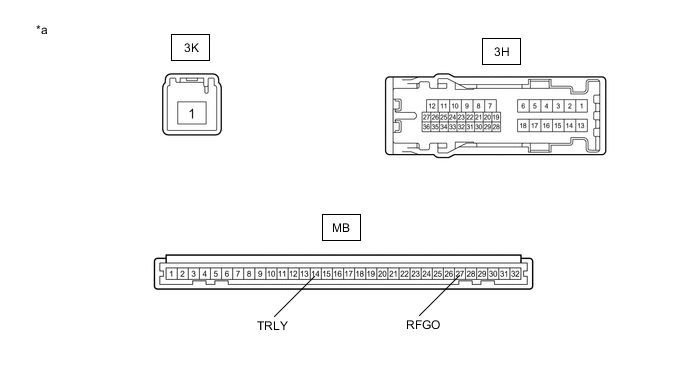 *a
3K
3H
1
12 11 10 9 8 7
6 5 4 3 2 1
27 26 25 24 23 22 21 20 19
36 35 34 33 32 31 30 29 28
18 17 16 15 14 13
MB
1 2 3 4 5 6 7 8 9 10 11 12 13 14 15 16 17 18 19 20 21 22 23 24 25 26 27 28 29 30 31 32
TRLY
RFGO